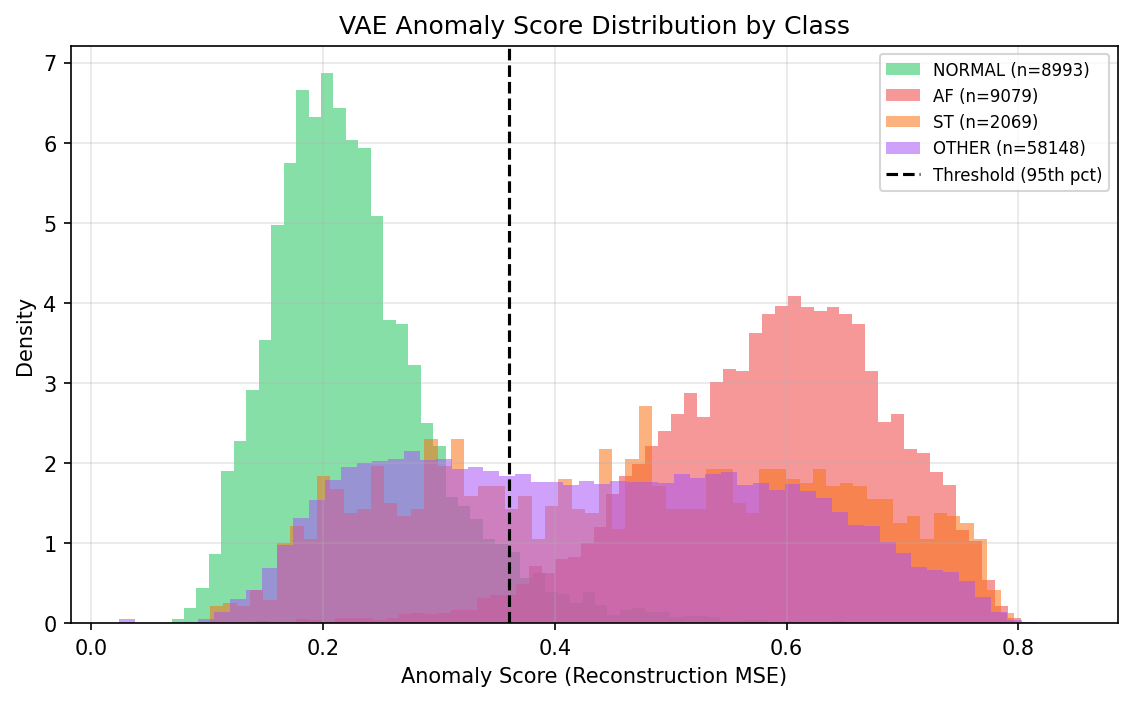 VAE Anomaly Score Distribution by Class
NORMAL (n=8993)
AF (n=9079)
ST (n=2069)
OTHER (n=58148)
Threshold (95th pct)
Density
7
6
5
4
3
2
1
0
0.0 0.2 0.4 0.6 0.8
Anomaly Score (Reconstruction MSE)